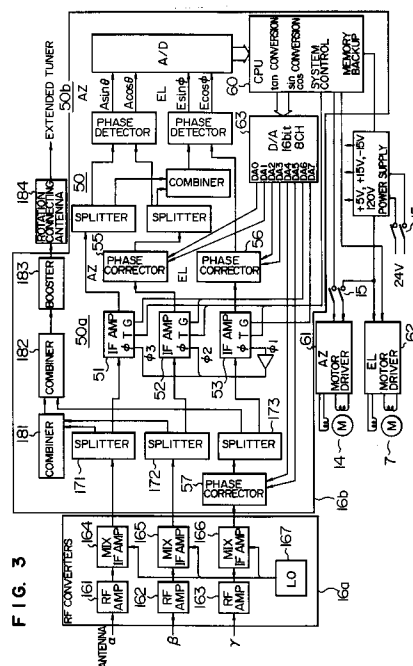 FIG. 3
RF CONVERTERS
ANTENNA
α
β
γ
161
RF AMP
162
RF AMP
163
RF AMP
164
MIX IF AMP
165
MIX IF AMP
166
MIX IF AMP
167
LO
16a
16b
171
SPLITTER
172
SPLITTER
173
SPLITTER
57
PHASE CORRECTOR
181
COMBINER
182
COMBINER
183
BOOSTER
184
ROTATION CONNECTING ANTENNA
EXTENDED TUNER
50a
51
IF AMP
φ T G
φ3
52
IF AMP
φ T G
φ2
53
IF AMP
φ T G
φ1
50
50b
AZ
55
PHASE CORRECTOR
EL
56
PHASE CORRECTOR
SPLITTER
SPLITTER
COMBINER
AZ
PHASE DETECTOR
EL
PHASE DETECTOR
Asinθ
Acosθ
Esinφ
Ecosφ
A/D
60
CPU
tan CONVERSION
sin
cos CONVERSION
SYSTEM CONTROL
MEMORY BACKUP
63
D/A
16bit
8CH
DA0
DA1
DA2
DA3
DA4
DA5
DA6
DA7
+5V, +15V, -15V,
120V
POWER SUPPLY
24V
15
61
AZ MOTOR DRIVER
M
14
62
EL MOTOR DRIVER
M
7